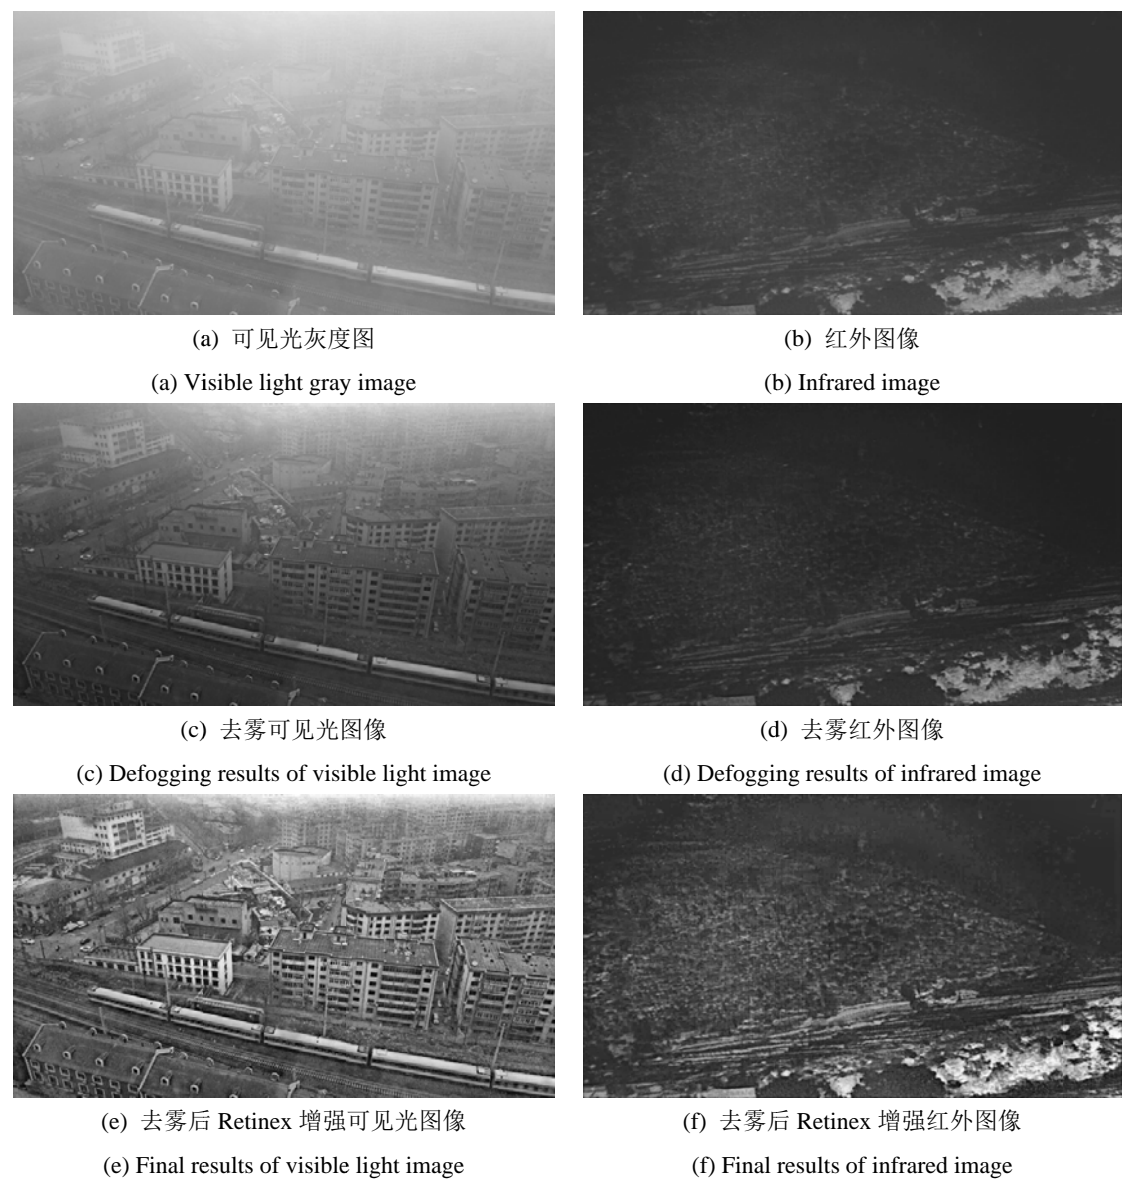 (a) 可见光灰度图
(b) 红外图像
(a) Visible light gray image
(b) Infrared image
(c) 去雾可见光图像
(d) 去雾红外图像
(c) Defogging results of visible light image
(d) Defogging results of infrared image
(e) 去雾后 Retinex 增强可见光图像
(f) 去雾后 Retinex 增强红外图像
(e) Final results of visible light image
(f) Final results of infrared image